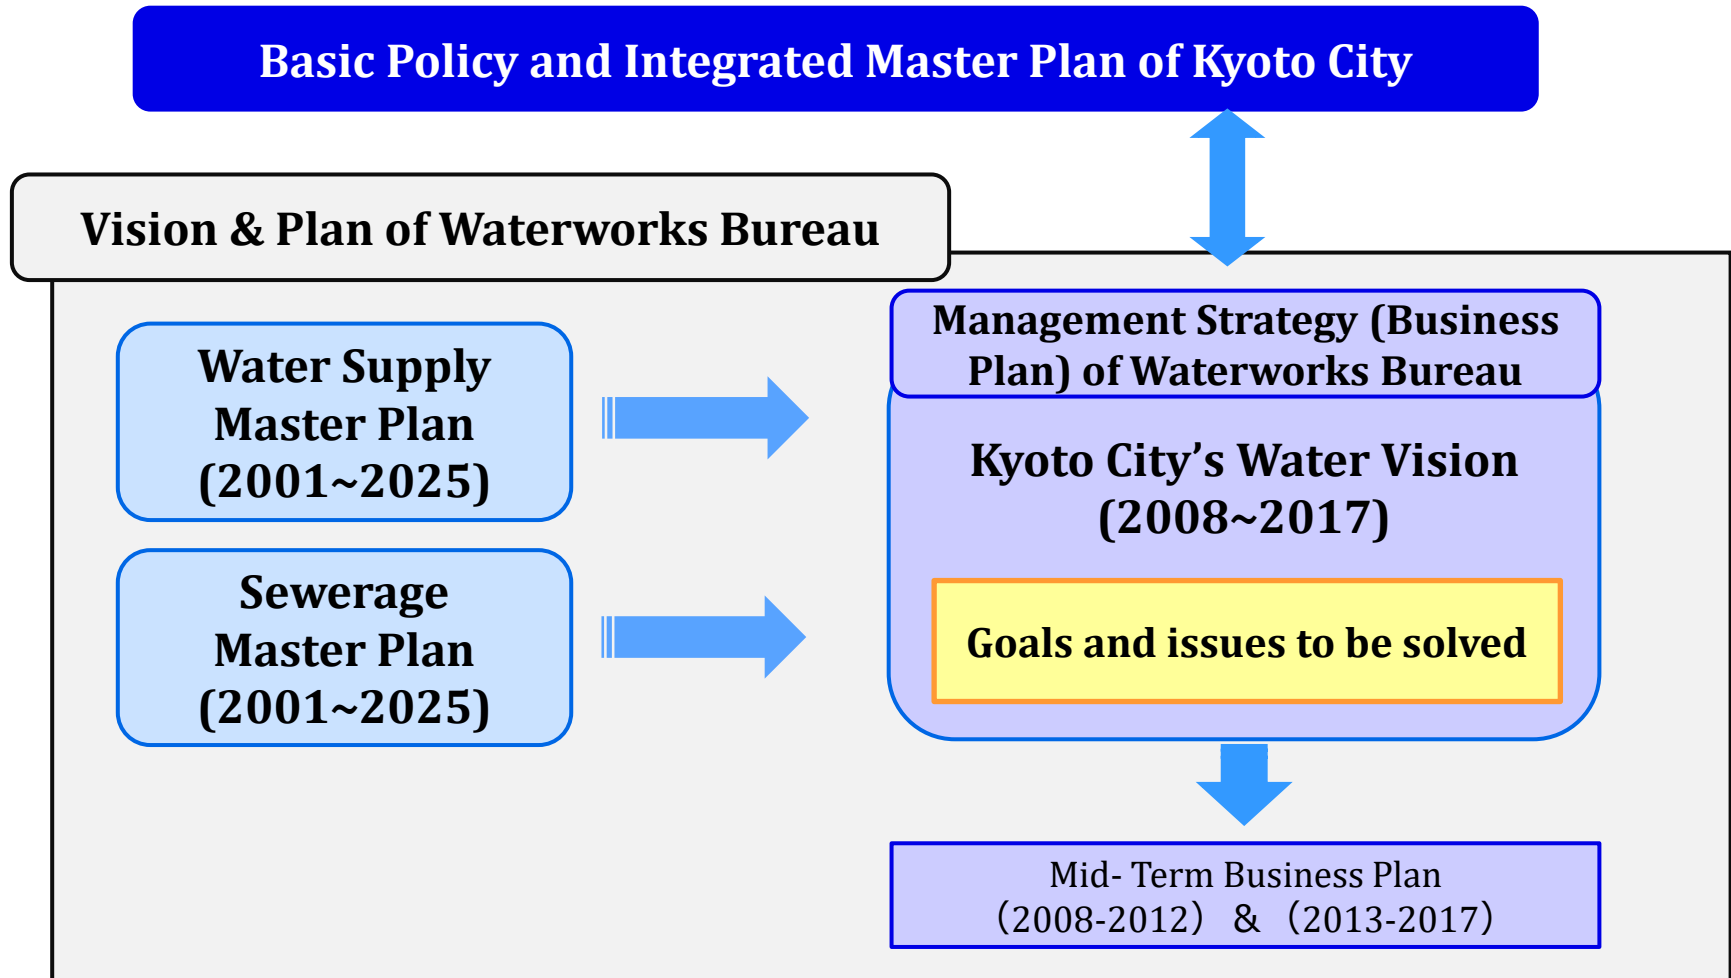 Basic Policy and Integrated Master Plan of Kyoto City
Vision & Plan of Waterworks Bureau
Water Supply
Master Plan
(2001~2025)
Sewerage
Master Plan
(2001~2025)
Management Strategy (Business
Plan) of Waterworks Bureau
Kyoto City’s Water Vision
(2008~2017)
Goals and issues to be solved
Mid- Term Business Plan
（2008-2012） & （2013-2017）